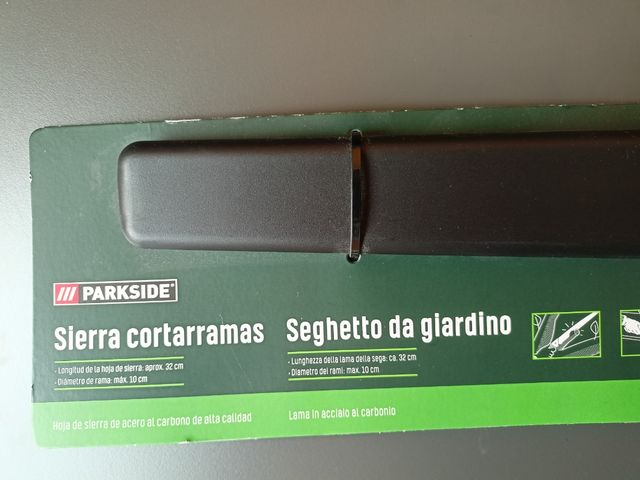 /// PARKSIDE®
Sierra cortarramas
- Longitud de la hoja de sierra: aprox. 32 cm
- Diámetro de rama: máx. 10 cm
Hoja de sierra de acero al carbono de alta calidad
Seghetto da giardino
- Lunghezza della lama della sega: ca. 32 cm
- Diametro dei rami: max. 10 cm
Lama in acciaio al carbonio